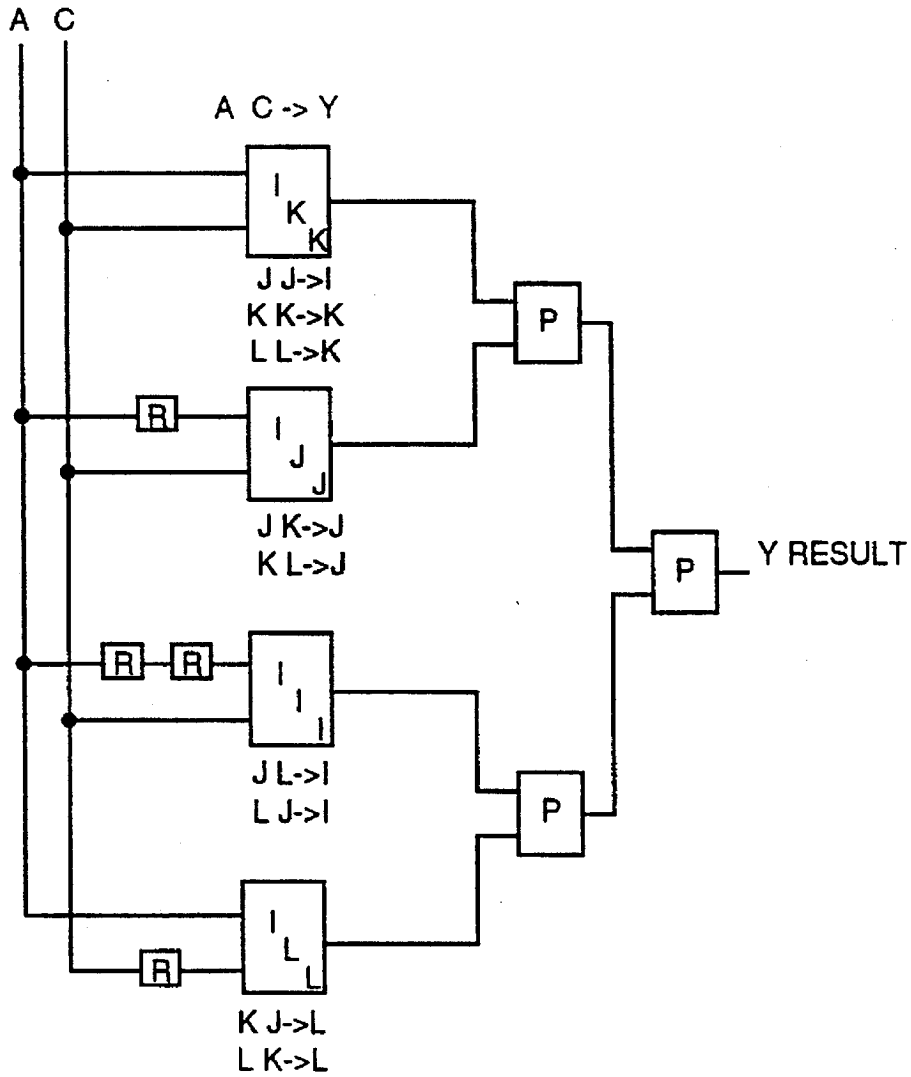 A C
A C -> Y
I
K
K
J J->I
K K->K
L L->K
P
R
I
J
J
J K->J
K L->J
P
Y RESULT
R R
I
I
I
J L->I
L J->I
P
I
L
L
R
K J->L
L K->L